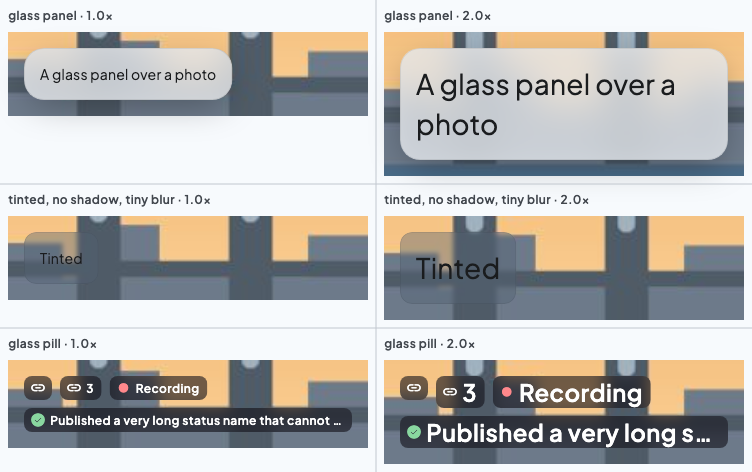 glass panel · 1.0×
glass panel · 2.0×
A glass panel over a photo
A glass panel over a
photo
tinted, no shadow, tiny blur · 1.0×
tinted, no shadow, tiny blur · 2.0×
Tinted
Tinted
glass pill · 1.0×
glass pill · 2.0×
3
Recording
Published a very long status name that cannot …
3
Recording
Published a very long s…